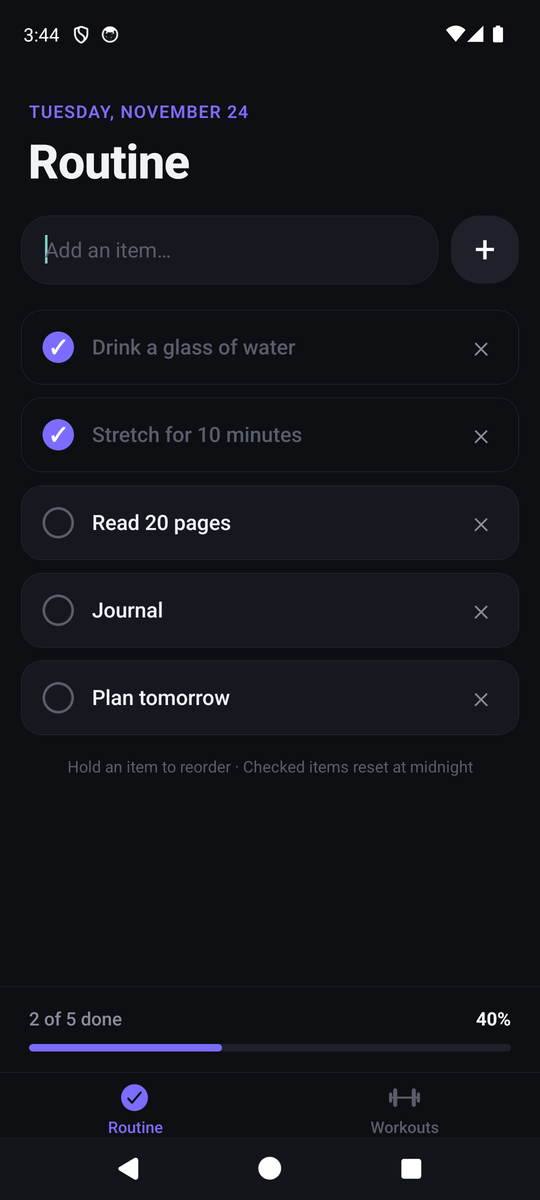 3:44
TUESDAY, NOVEMBER 24
Routine
Add an item...
Drink a glass of water
Stretch for 10 minutes
Read 20 pages
Journal
Plan tomorrow
Hold an item to reorder · Checked items reset at midnight
2 of 5 done 40%
Routine Workouts